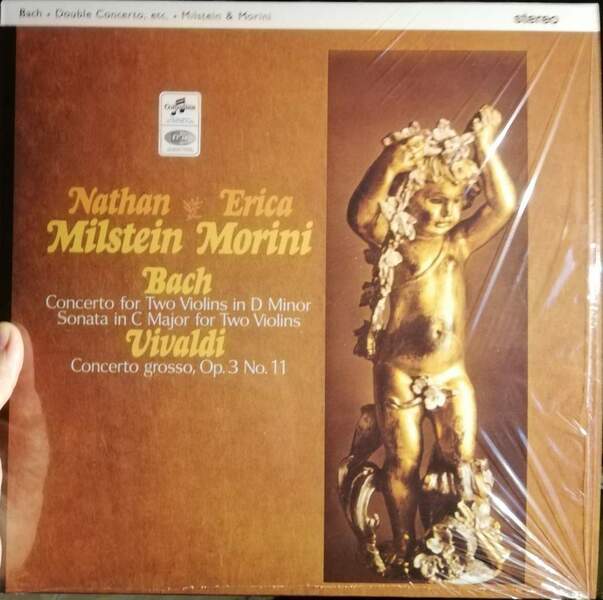 Bach • Double Concerto, etc. • Milstein & Morini
stereo
Columbia
Nathan Erica
Milstein Morini
Bach
Concerto for Two Violins in D Minor
Sonata in C Major for Two Violins
Vivaldi
Concerto grosso, Op. 3 No. 11